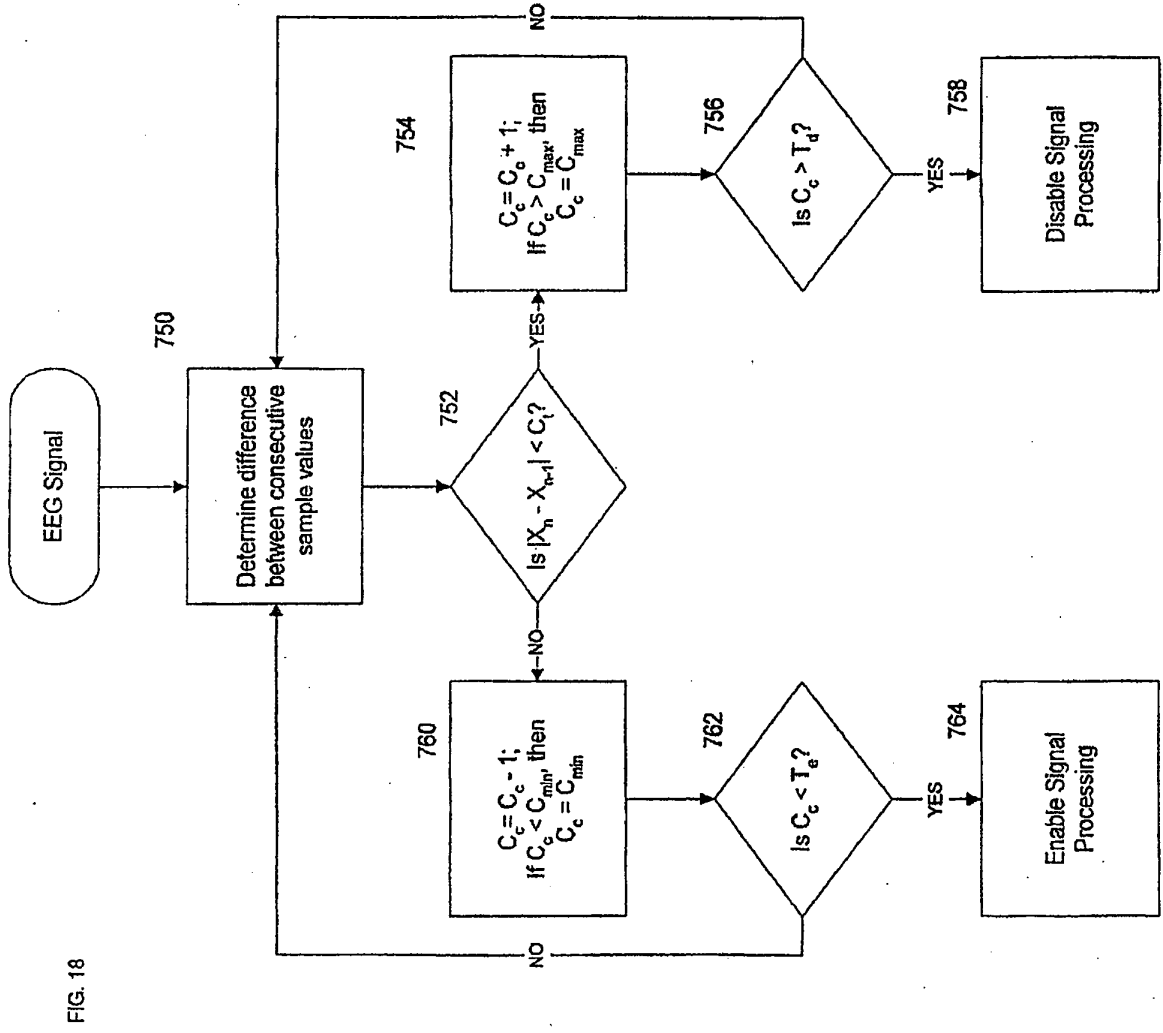 FIG. 18
EEG Signal
750
Determine difference
between consecutive
sample values
752
Is |Xn - Xn-1| < Ct?
YES
754
Cc = Cc + 1;
If Cc > Cmax, then
Cc = Cmax
756
Is Cc > Td?
NO
YES
758
Disable Signal
Processing
NO
760
Cc = Cc - 1;
If Cc < Cmin, then
Cc = Cmin
762
Is Cc < Te?
NO
YES
764
Enable Signal
Processing